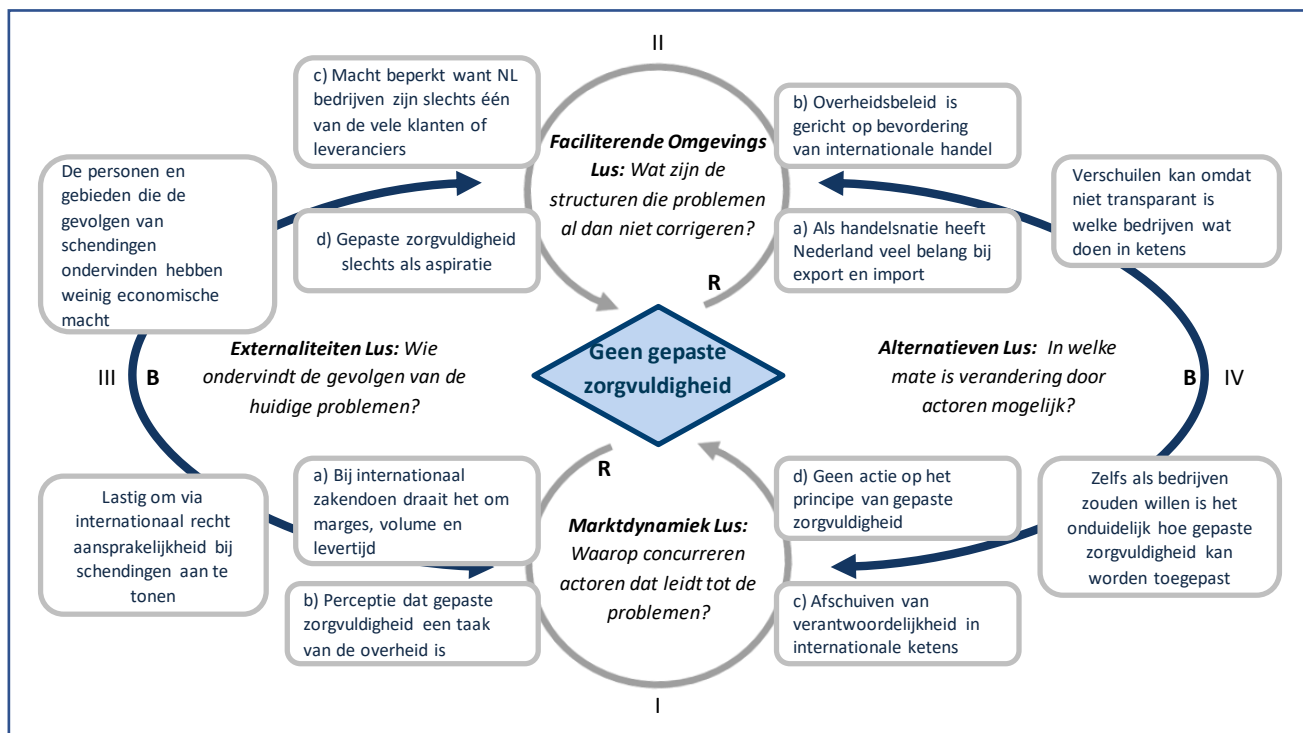 II
c) Macht beperkt want NL
bedrijven zijn slechts één
van de vele klanten of
leveranciers
b) Overheidsbeleid is
gericht op bevordering
van internationale handel
Faciliterende Omgevings
Lus: Wat zijn de
structuren die problemen
al dan niet corrigeren?
De personen en
gebieden die de
gevolgen van
schendingen
ondervinden hebben
weinig economische
macht
Verschuilen kan omdat
niet transparant is
welke bedrijven wat
doen in ketens
d) Gepaste zorgvuldigheid
slechts als aspiratie
a) Als handelsnatie heeft
Nederland veel belang bij
export en import
R
Externaliteiten Lus: Wie
ondervindt de gevolgen van de
huidige problemen?
III
B
Geen gepaste
zorgvuldigheid
Alternatieven Lus: In welke
mate is verandering door
actoren mogelijk?
B
IV
R
Lastig om via
internationaal recht
aansprakelijkheid bij
schendingen aan te
tonen
a) Bij internationaal
zakendoen draait het om
marges, volume en
levertijd
b) Perceptie dat gepaste
zorgvuldigheid een taak
van de overheid is
Marktdynamiek Lus:
Waarop concurreren
actoren dat leidt tot de
problemen?
d) Geen actie op het
principe van gepaste
zorgvuldigheid
c) Afschuiven van
verantwoordelijkheid in
internationale ketens
Zelfs als bedrijven
zouden willen is het
onduidelijk hoe gepaste
zorgvuldigheid kan
worden toegepast
I